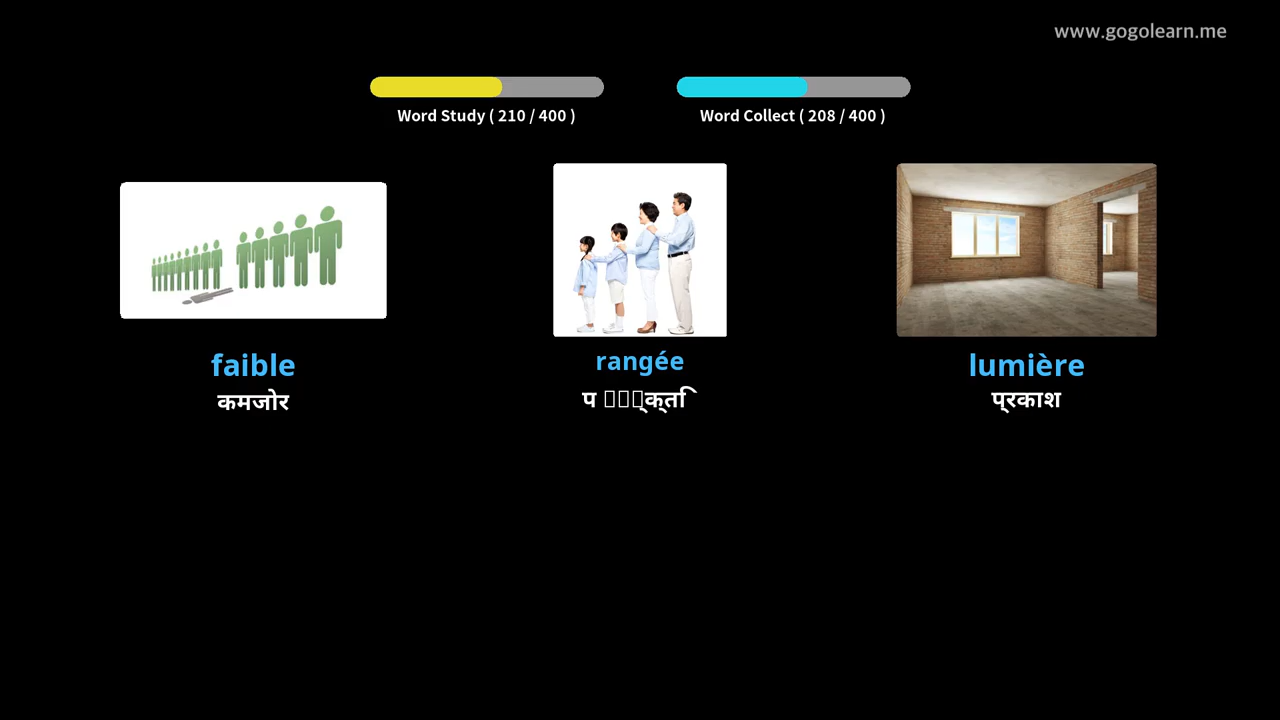 www.gogolearn.me
Word Study ( 210 / 400 )
Word Collect ( 208 / 400 )
faible
rangée
lumière
कमजोर
प्रकाश